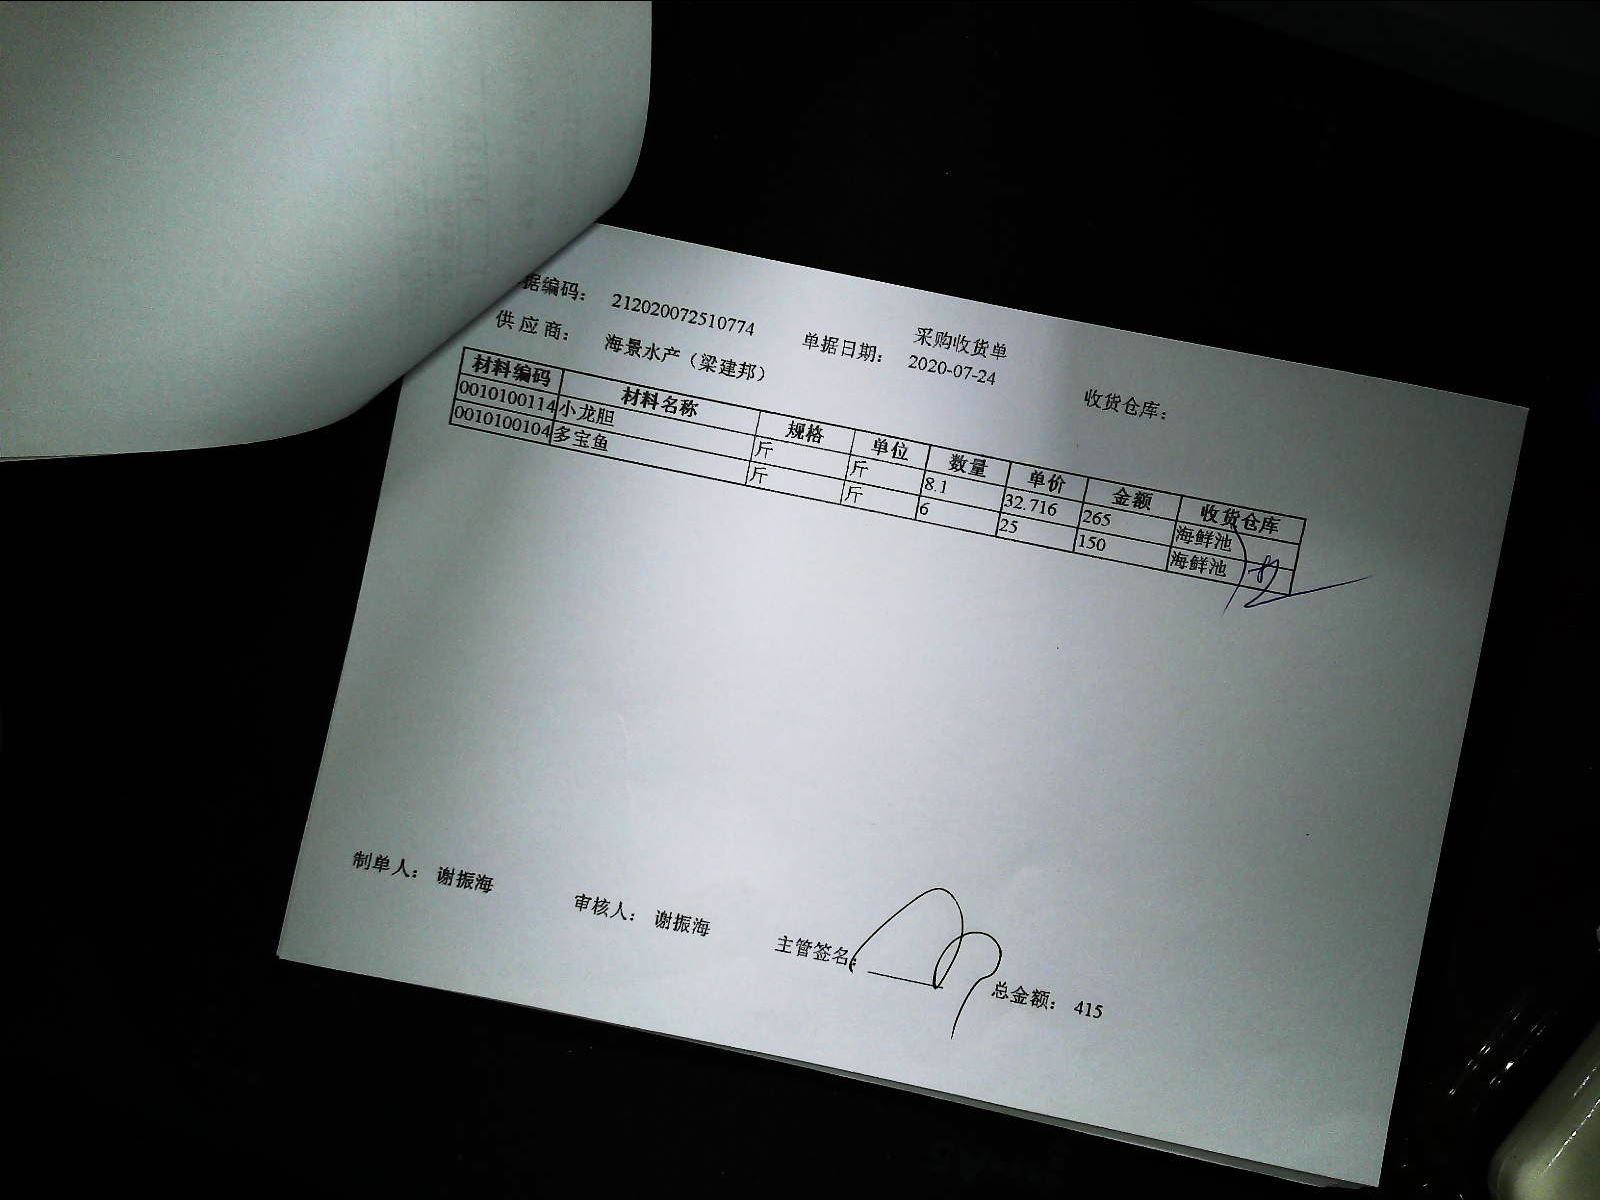 采购收货单
据编码： 212020072510774 单据日期： 2020-07-24 收货仓库：
供 应 商： 海景水产（梁建邦）
材料编码 材料名称 规格 单位 数量 单价 金额 收货仓库
0010100114 小龙胆 斤 斤 8.1 32.716 265 海鲜池
0010100104 多宝鱼 斤 斤 6 25 150 海鲜池
制单人： 谢振海 审核人： 谢振海 主管签名： 总金额： 415